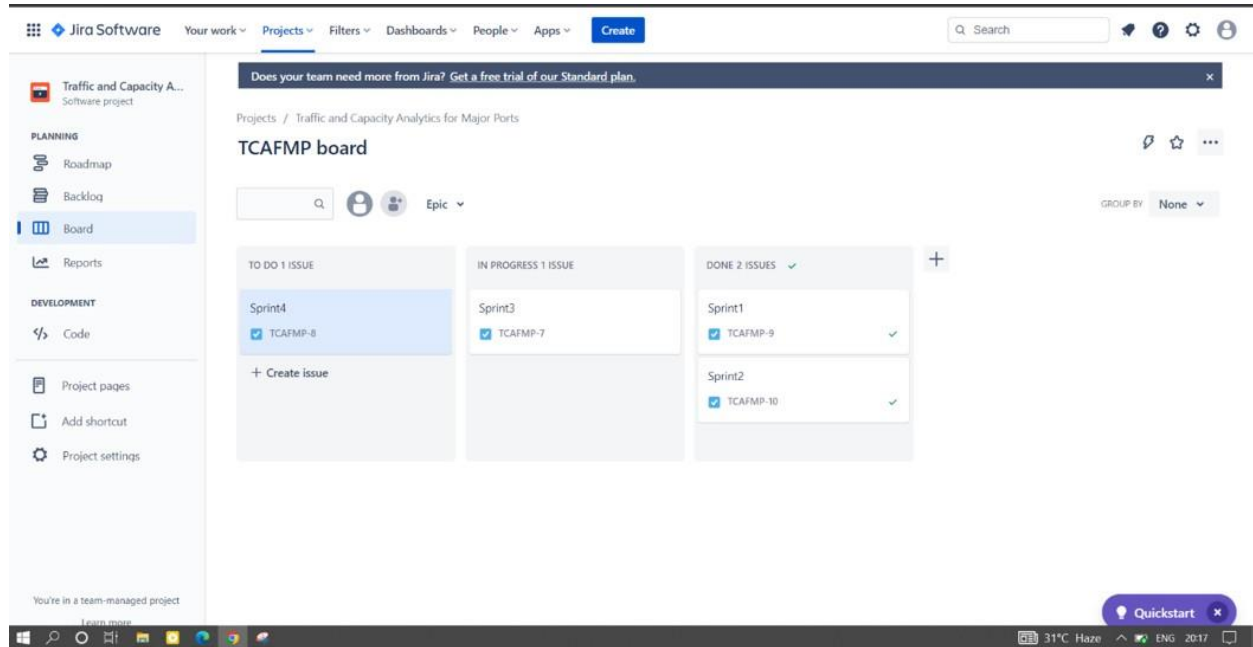 Jira Software Your work Projects Filters Dashboards People Apps Create Search
Does your team need more from Jira? Get a free trial of our Standard plan.
Traffic and Capacity A...
Software project
Projects / Traffic and Capacity Analytics for Major Ports
PLANNING
TCAFMP board
Roadmap
Backlog
Epic
GROUP BY None
Board
Reports
TO DO 1 ISSUE
IN PROGRESS 1 ISSUE
DONE 2 ISSUES
DEVELOPMENT
Sprint4
TCAFMP-8
Sprint3
TCAFMP-7
Sprint1
TCAFMP-9
Code
+ Create issue
Sprint2
TCAFMP-10
Project pages
Add shortcut
Project settings
You're in a team-managed project
Learn more
Quickstart
31°C Haze ENG 20:17